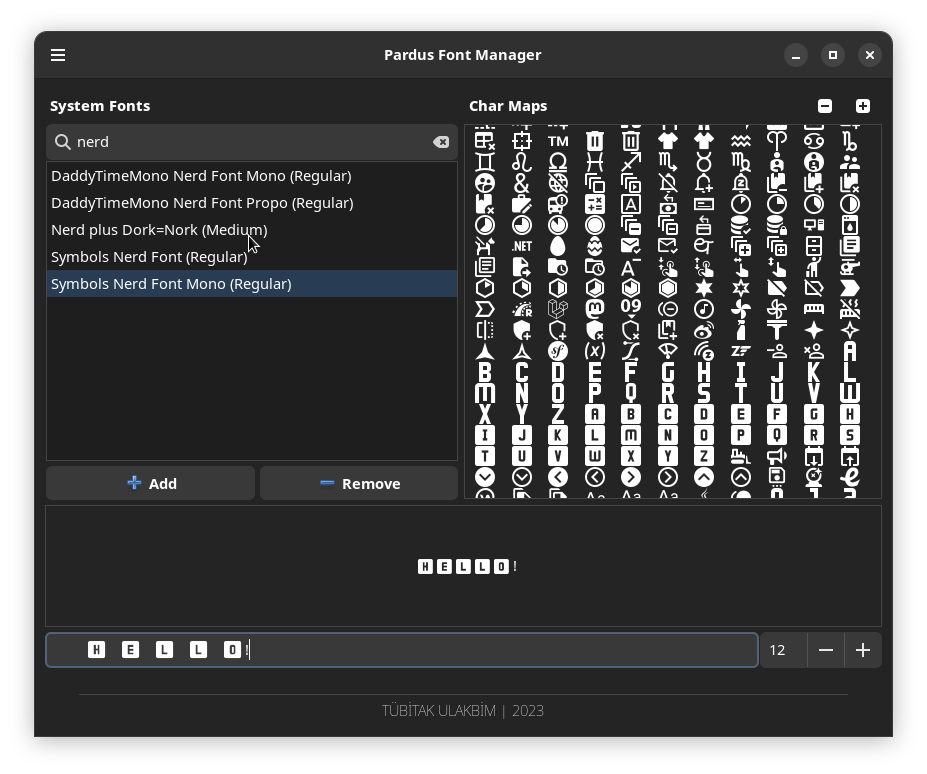 Pardus Font Manager
System Fonts
Char Maps
nerd
DaddyTimeMono Nerd Font Mono (Regular)
DaddyTimeMono Nerd Font Propo (Regular)
Nerd plus Dork=Nork (Medium)
Symbols Nerd Font (Regular)
Symbols Nerd Font Mono (Regular)
TM
&
.NET
A
09
(x)
A
B C D E F G H I J K L
M N O P Q R S T U V W
X Y Z A B C D E F G H
I J K L M N O P Q R S
T U V W X Y Z
Add
Remove
HELLO!
H E L L O!
12
TÜBİTAK ULAKBİM | 2023